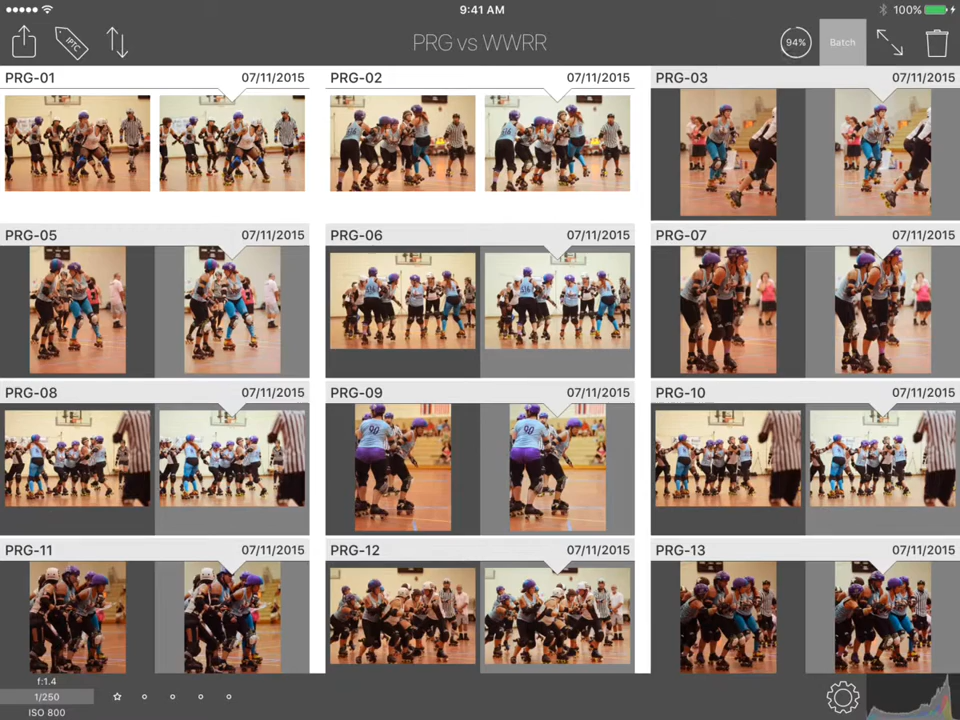 9:41 AM
100%
IPTC
PRG vs WWRR
94%
Batch
PRG-01 07/11/2015
PRG-02 07/11/2015
PRG-03 07/11/2015
PRG-05 07/11/2015
PRG-06 07/11/2015
PRG-07 07/11/2015
PRG-08 07/11/2015
PRG-09 07/11/2015
90
90
PRG-10 07/11/2015
PRG-11 07/11/2015
PRG-12 07/11/2015
PRG-13 07/11/2015
f:1.4
1/250
ISO 800